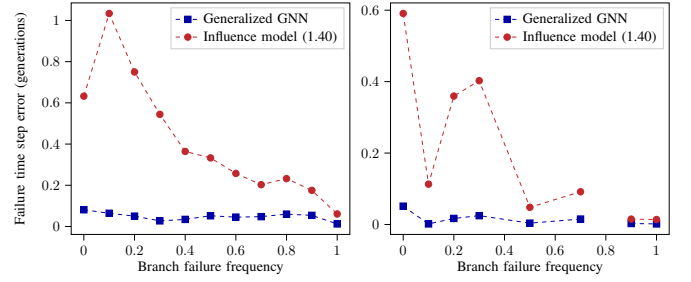 Failure time step error (generations)
1
0.8
0.6
0.4
0.2
0
0 0.2 0.4 0.6 0.8 1
Branch failure frequency
Generalized GNN
Influence model (1.40)
0.6
0.4
0.2
0
0 0.2 0.4 0.6 0.8 1
Branch failure frequency
Generalized GNN
Influence model (1.40)